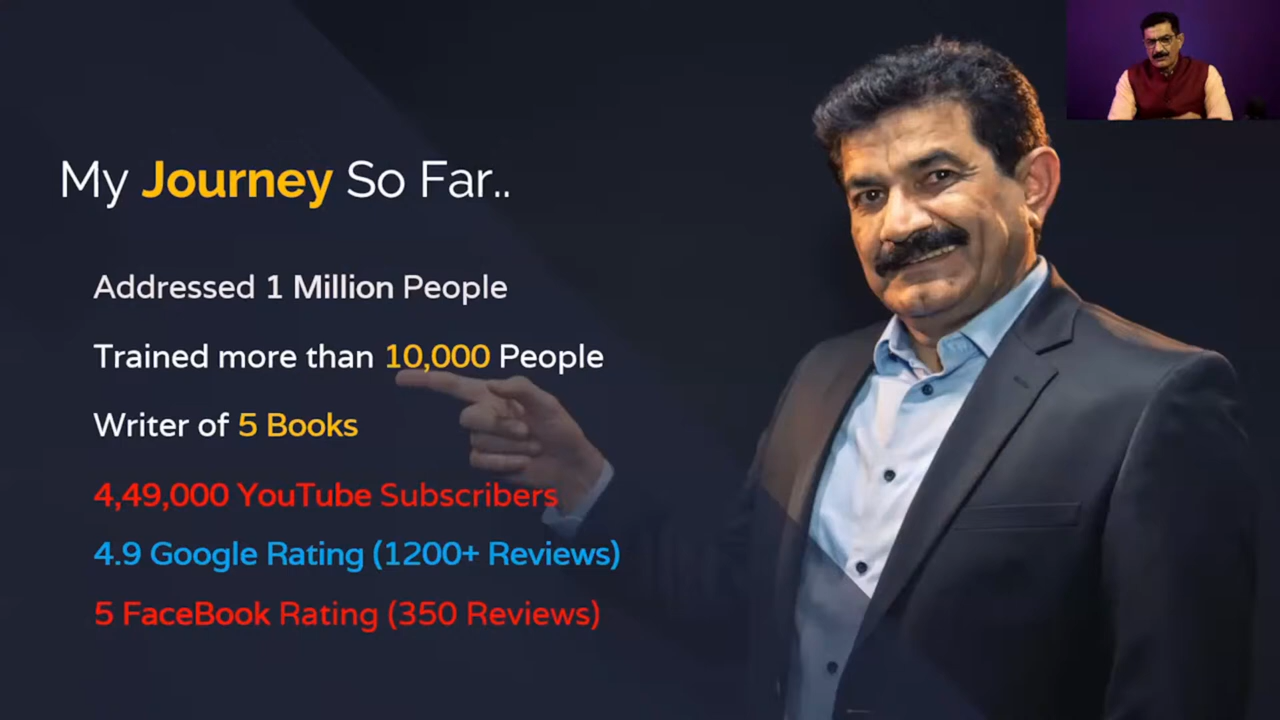 My Journey So Far..
Addressed 1 Million People
Trained more than 10,000 People
Writer of 5 Books
4,49,000 YouTube Subscribers
4.9 Google Rating (1200+ Reviews)
5 FaceBook Rating (350 Reviews)